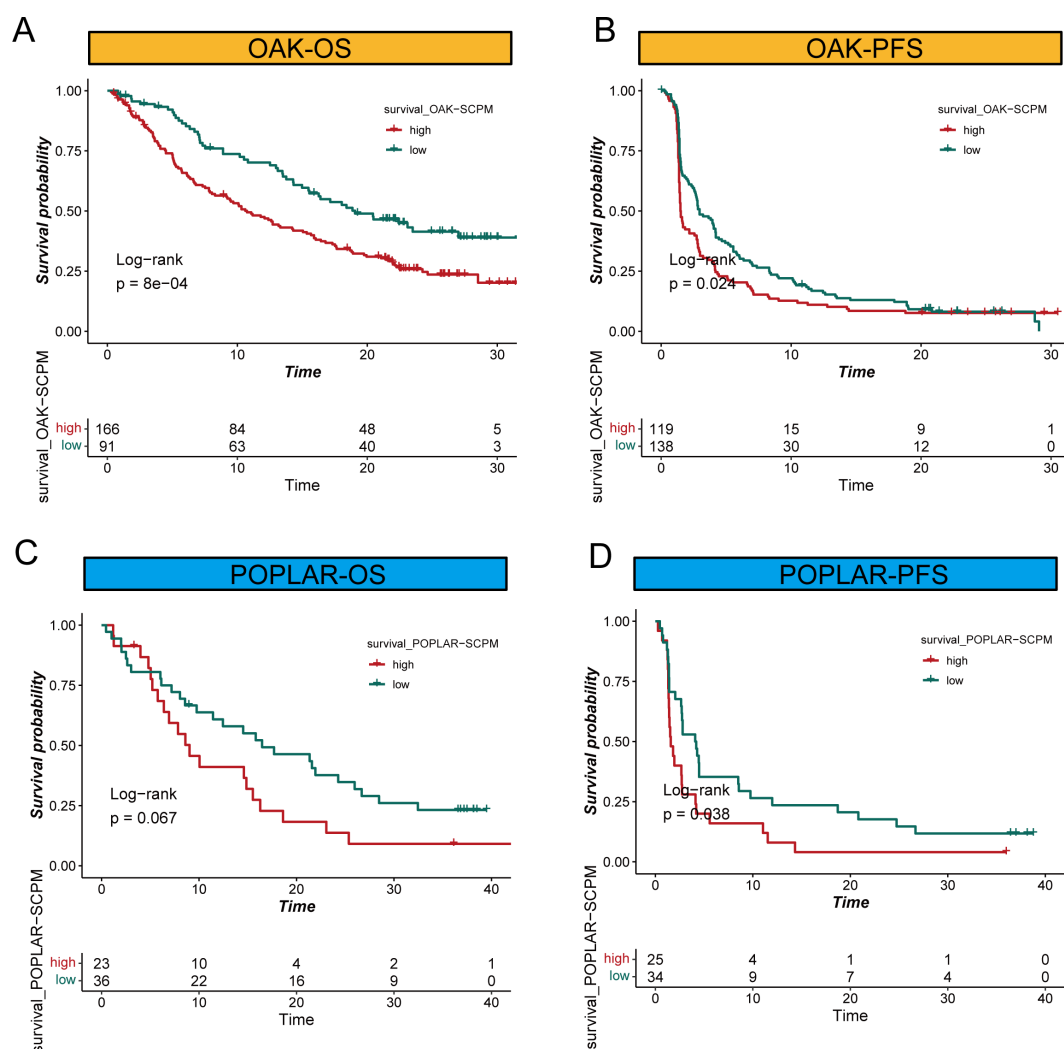 A
OAK-OS
survival_OAK−SCPM
high
low
1.00
0.75
0.50
0.25
0.00
Survival probability
Log−rank
p = 8e−04
0 10 20 30
Time
survival_OAK−SCPM
high 166 84 48 5
low 91 63 40 3
0 10 20 30
Time
B
OAK-PFS
survival_OAK−SCPM
high
low
1.00
0.75
0.50
0.25
0.00
Survival probability
Log−rank
p = 0.024
0 10 20 30
Time
survival_OAK−SCPM
high 119 15 9 1
low 138 30 12 0
0 10 20 30
Time
C
POPLAR-OS
survival_POPLAR−SCPM
high
low
1.00
0.75
0.50
0.25
0.00
Survival probability
Log−rank
p = 0.067
0 10 20 30 40
Time
survival_POPLAR−SCPM
high 23 10 4 2 1
low 36 22 16 9 0
0 10 20 30 40
Time
D
POPLAR-PFS
survival_POPLAR−SCPM
high
low
1.00
0.75
0.50
0.25
0.00
Survival probability
Log−rank
p = 0.038
0 10 20 30 40
Time
survival_POPLAR−SCPM
high 25 4 1 1 0
low 34 9 7 4 0
0 10 20 30 40
Time